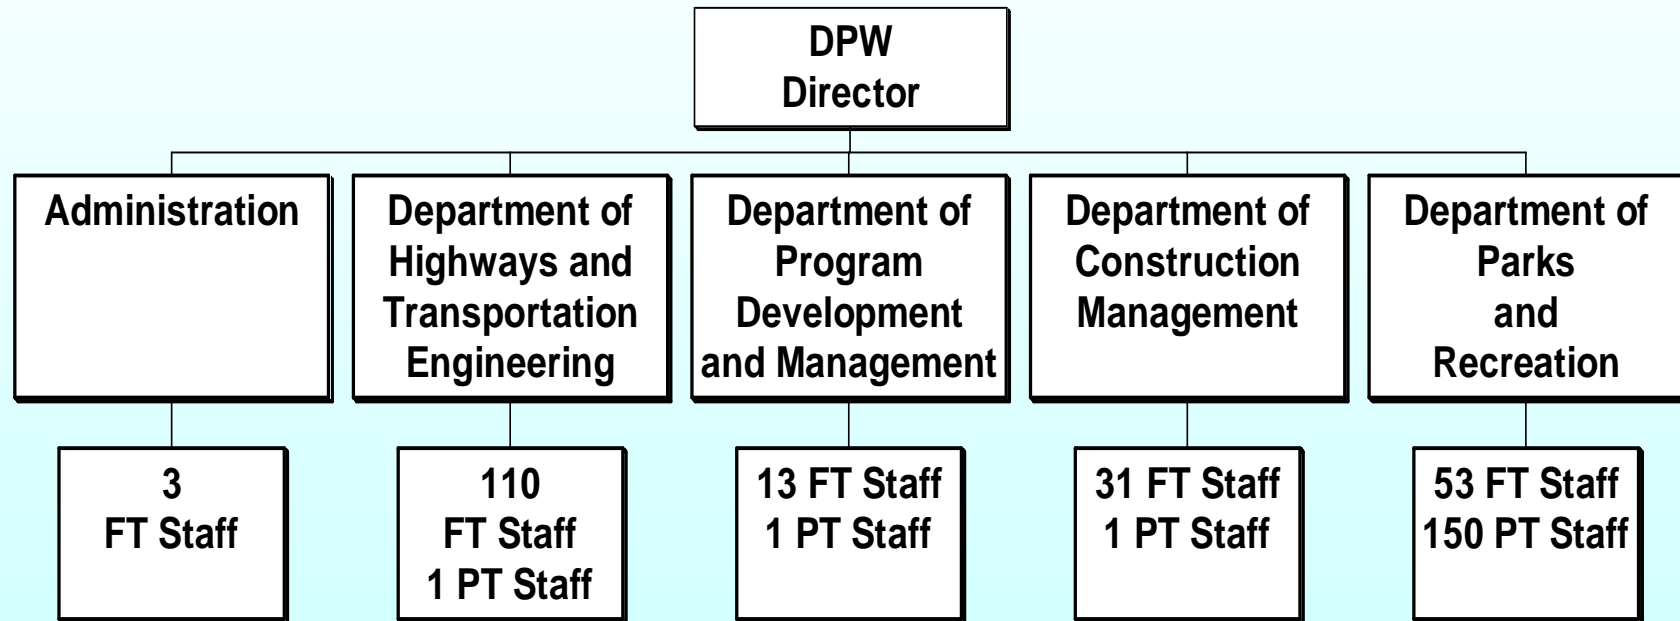 DPW
Director
Administration
Department of
Highways and
Transportation
Engineering
Department of
Program
Development
and Management
Department of
Construction
Management
Department of
Parks
and
Recreation
3
FT Staff
110
FT Staff
1 PT Staff
13 FT Staff
1 PT Staff
31 FT Staff
1 PT Staff
53 FT Staff
150 PT Staff